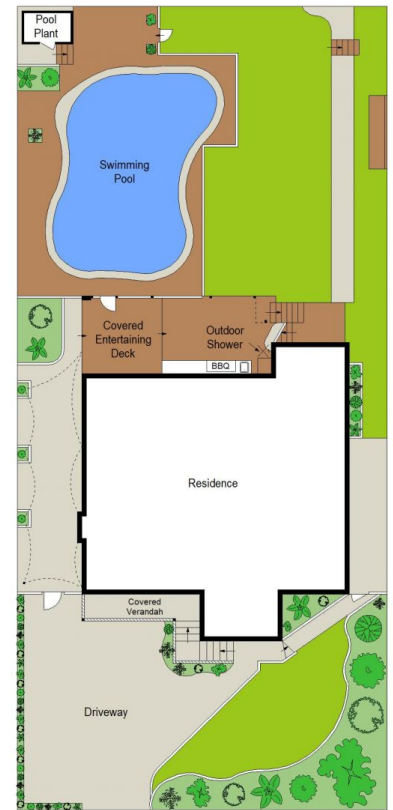 Pool
Plant
Swimming
Pool
Covered
Entertaining
Deck
Outdoor
Shower
BBQ
Residence
Covered
Verandah
Driveway